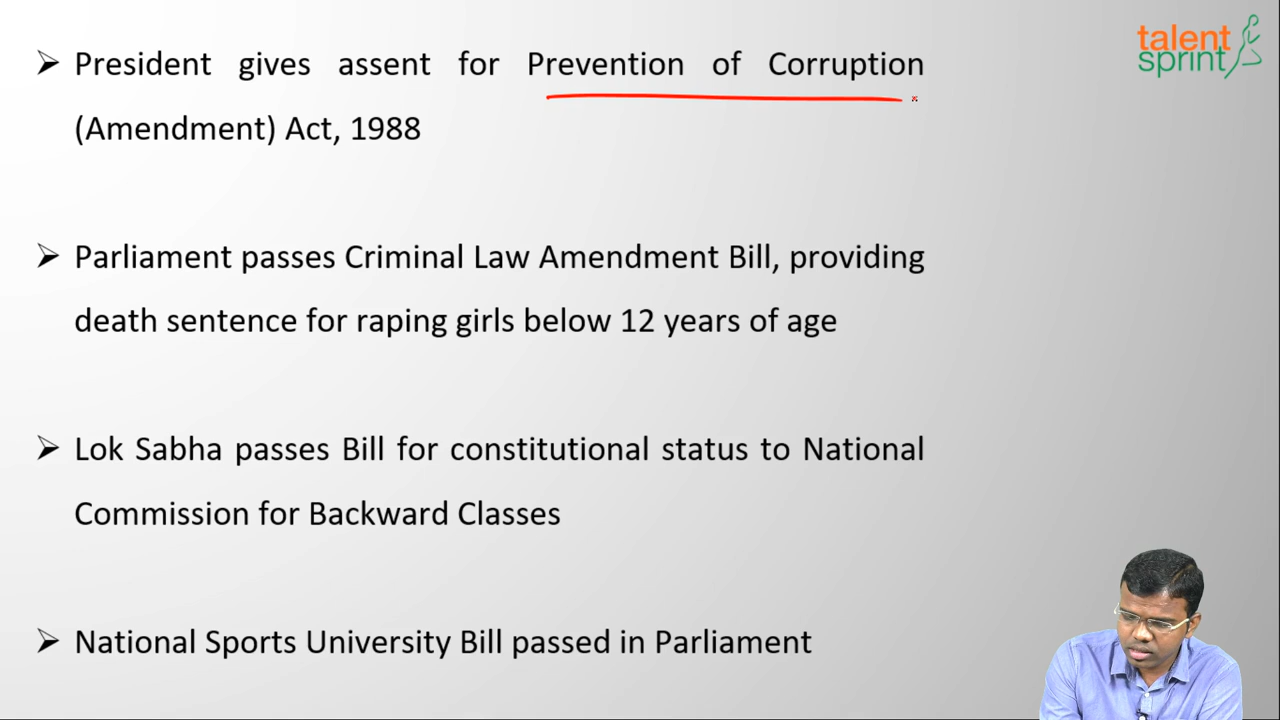 talent
sprint
➢ President gives assent for Prevention of Corruption
(Amendment) Act, 1988
➢ Parliament passes Criminal Law Amendment Bill, providing
death sentence for raping girls below 12 years of age
➢ Lok Sabha passes Bill for constitutional status to National
Commission for Backward Classes
➢ National Sports University Bill passed in Parliament